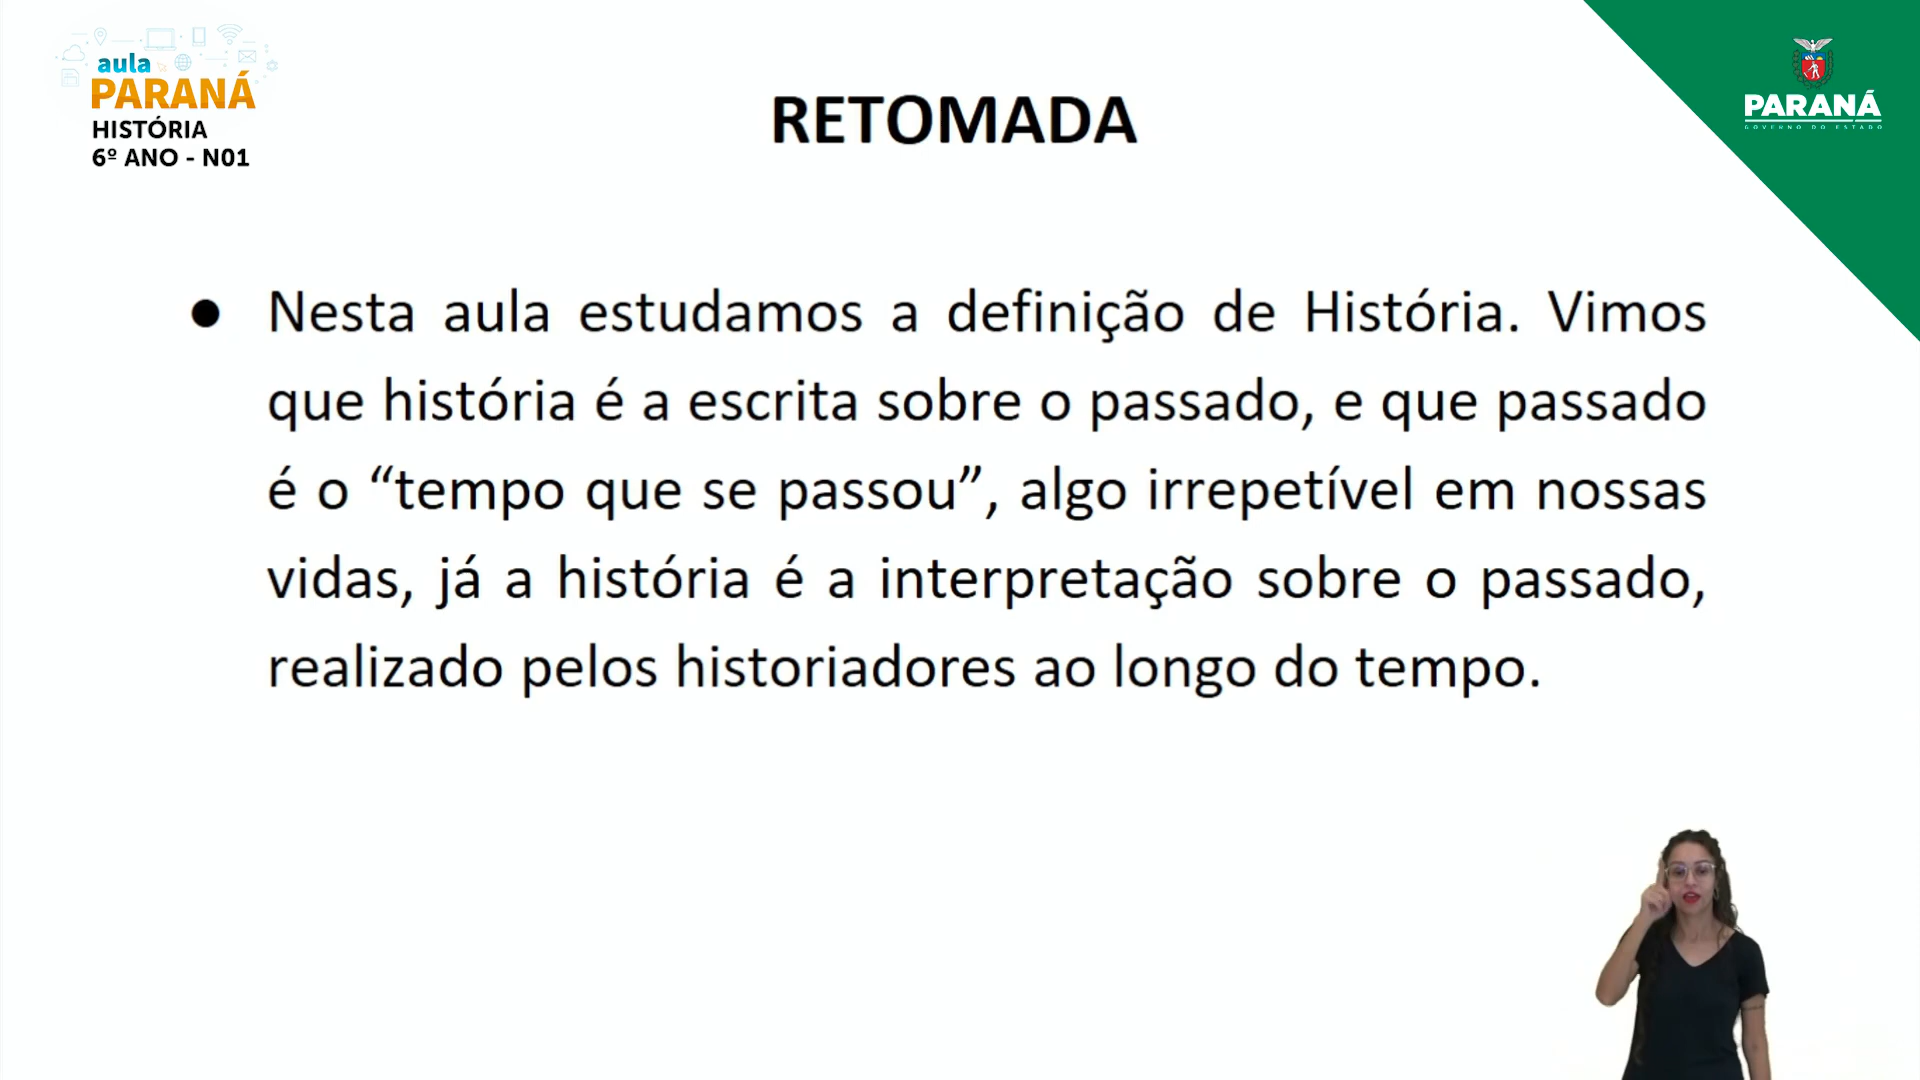 aula
PARANÁ
HISTÓRIA
6º ANO - N01
RETOMADA
PARANÁ
GOVERNO DO ESTADO
● Nesta aula estudamos a definição de História. Vimos
que história é a escrita sobre o passado, e que passado
é o “tempo que se passou”, algo irrepetível em nossas
vidas, já a história é a interpretação sobre o passado,
realizado pelos historiadores ao longo do tempo.